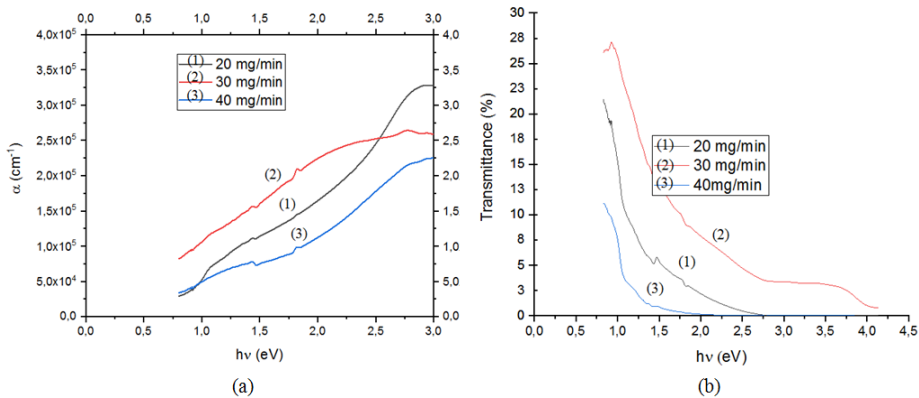 0,0 0,5 1,0 1,5 2,0 2,5 3,0
4,0x10⁵ 4,0
(a)
3,5x10⁵ 3,5
(1) 20 mg/min
(2) 30 mg/min
(3) 40 mg/min
3,0x10⁵ 3,0
2,5x10⁵ 2,5
2,0x10⁵ 2,0
1,5x10⁵ 1,5
1,0x10⁵ 1,0
5,0x10⁴ 5,0
0,0 0,0
α (cm⁻¹)
(2)
(1)
(3)
0,0 0,5 1,0 1,5 2,0 2,5 3,0
hν (eV)
(a)
30
28
25
23
20
18
15
13
10
8
5
3
0
Transmittance (%)
(1) 20 mg/min
(2) 30 mg/min
(3) 40mg/min
(2)
(1)
(3)
0,0 0,5 1,0 1,5 2,0 2,5 3,0 3,5 4,0 4,5
hν (eV)
(b)